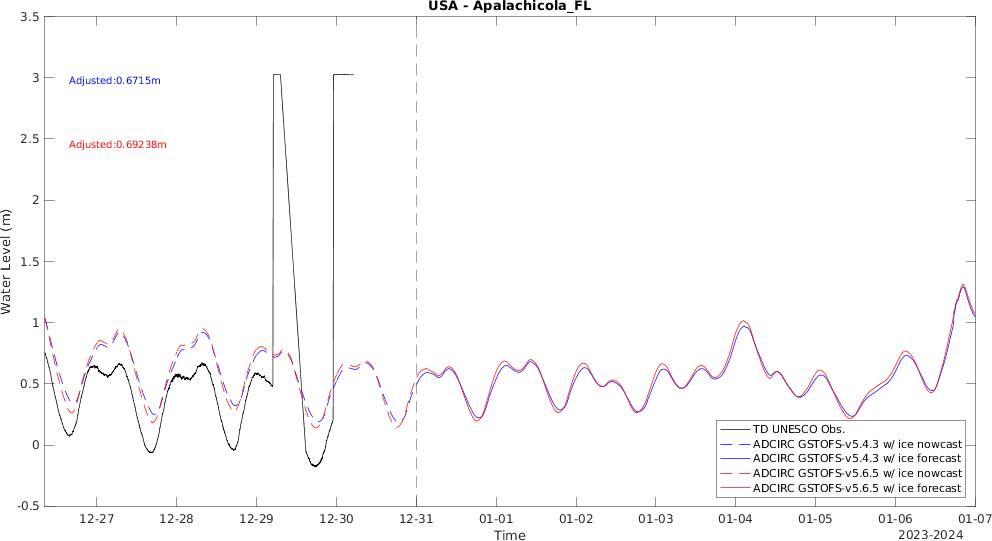 USA - Apalachicola_FL
3.5
3
2.5
2
1.5
1
0.5
0
-0.5
Water Level (m)
Adjusted:0.6715m
Adjusted:0.69238m
TD UNESCO Obs.
ADCIRC GSTOFS-v5.4.3 w/ ice nowcast
ADCIRC GSTOFS-v5.4.3 w/ ice forecast
ADCIRC GSTOFS-v5.6.5 w/ ice nowcast
ADCIRC GSTOFS-v5.6.5 w/ ice forecast
12-27 12-28 12-29 12-30 12-31 01-01 01-02 01-03 01-04 01-05 01-06 01-07
Time
2023-2024